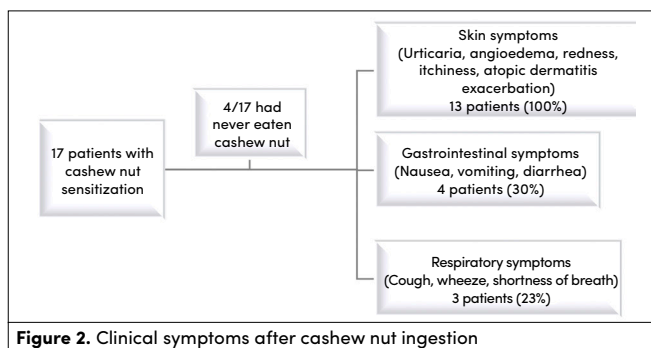 Skin symptoms
(Urticaria, angioedema, redness,
itchiness, atopic dermatitis
exacerbation)
13 patients (100%)
4/17 had
never eaten
cashew nut
17 patients with
cashew nut
sensitization
Gastrointestinal symptoms
(Nausea, vomiting, diarrhea)
4 patients (30%)
Respiratory symptoms
(Cough, wheeze, shortness of breath)
3 patients (23%)
Figure 2. Clinical symptoms after cashew nut ingestion